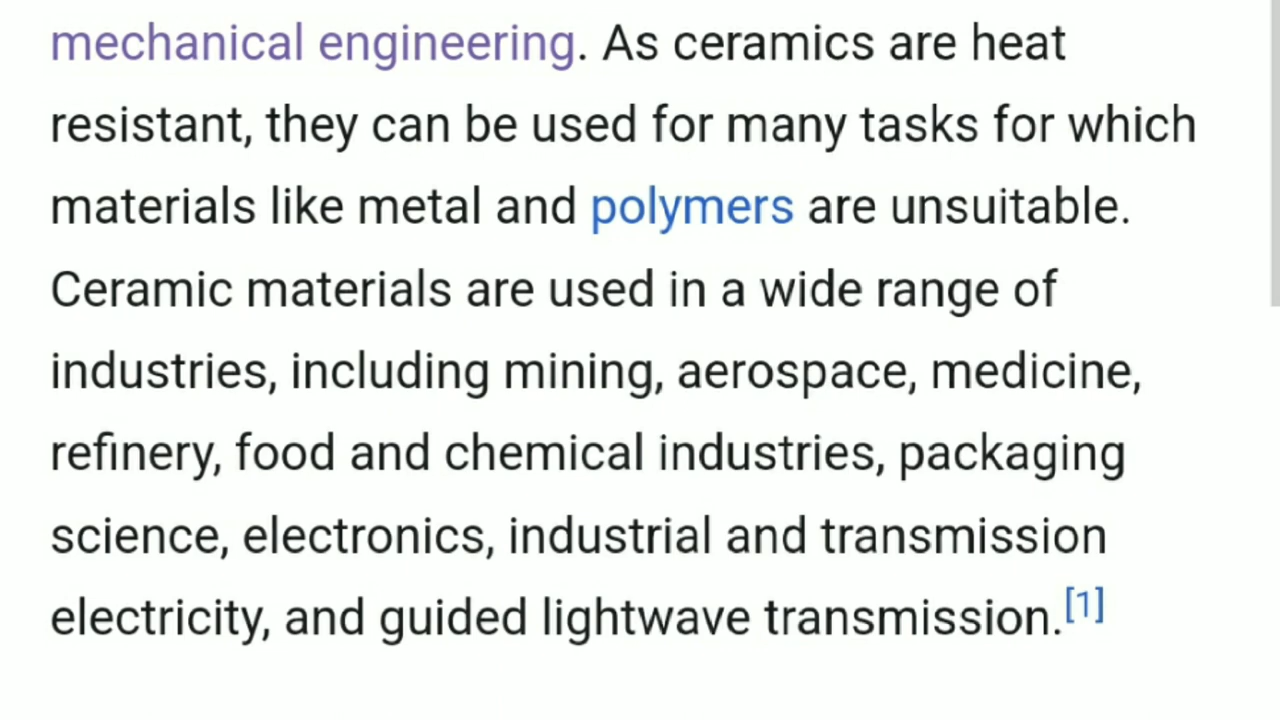 mechanical engineering. As ceramics are heat
resistant, they can be used for many tasks for which
materials like metal and polymers are unsuitable.
Ceramic materials are used in a wide range of
industries, including mining, aerospace, medicine,
refinery, food and chemical industries, packaging
science, electronics, industrial and transmission
electricity, and guided lightwave transmission.[1]